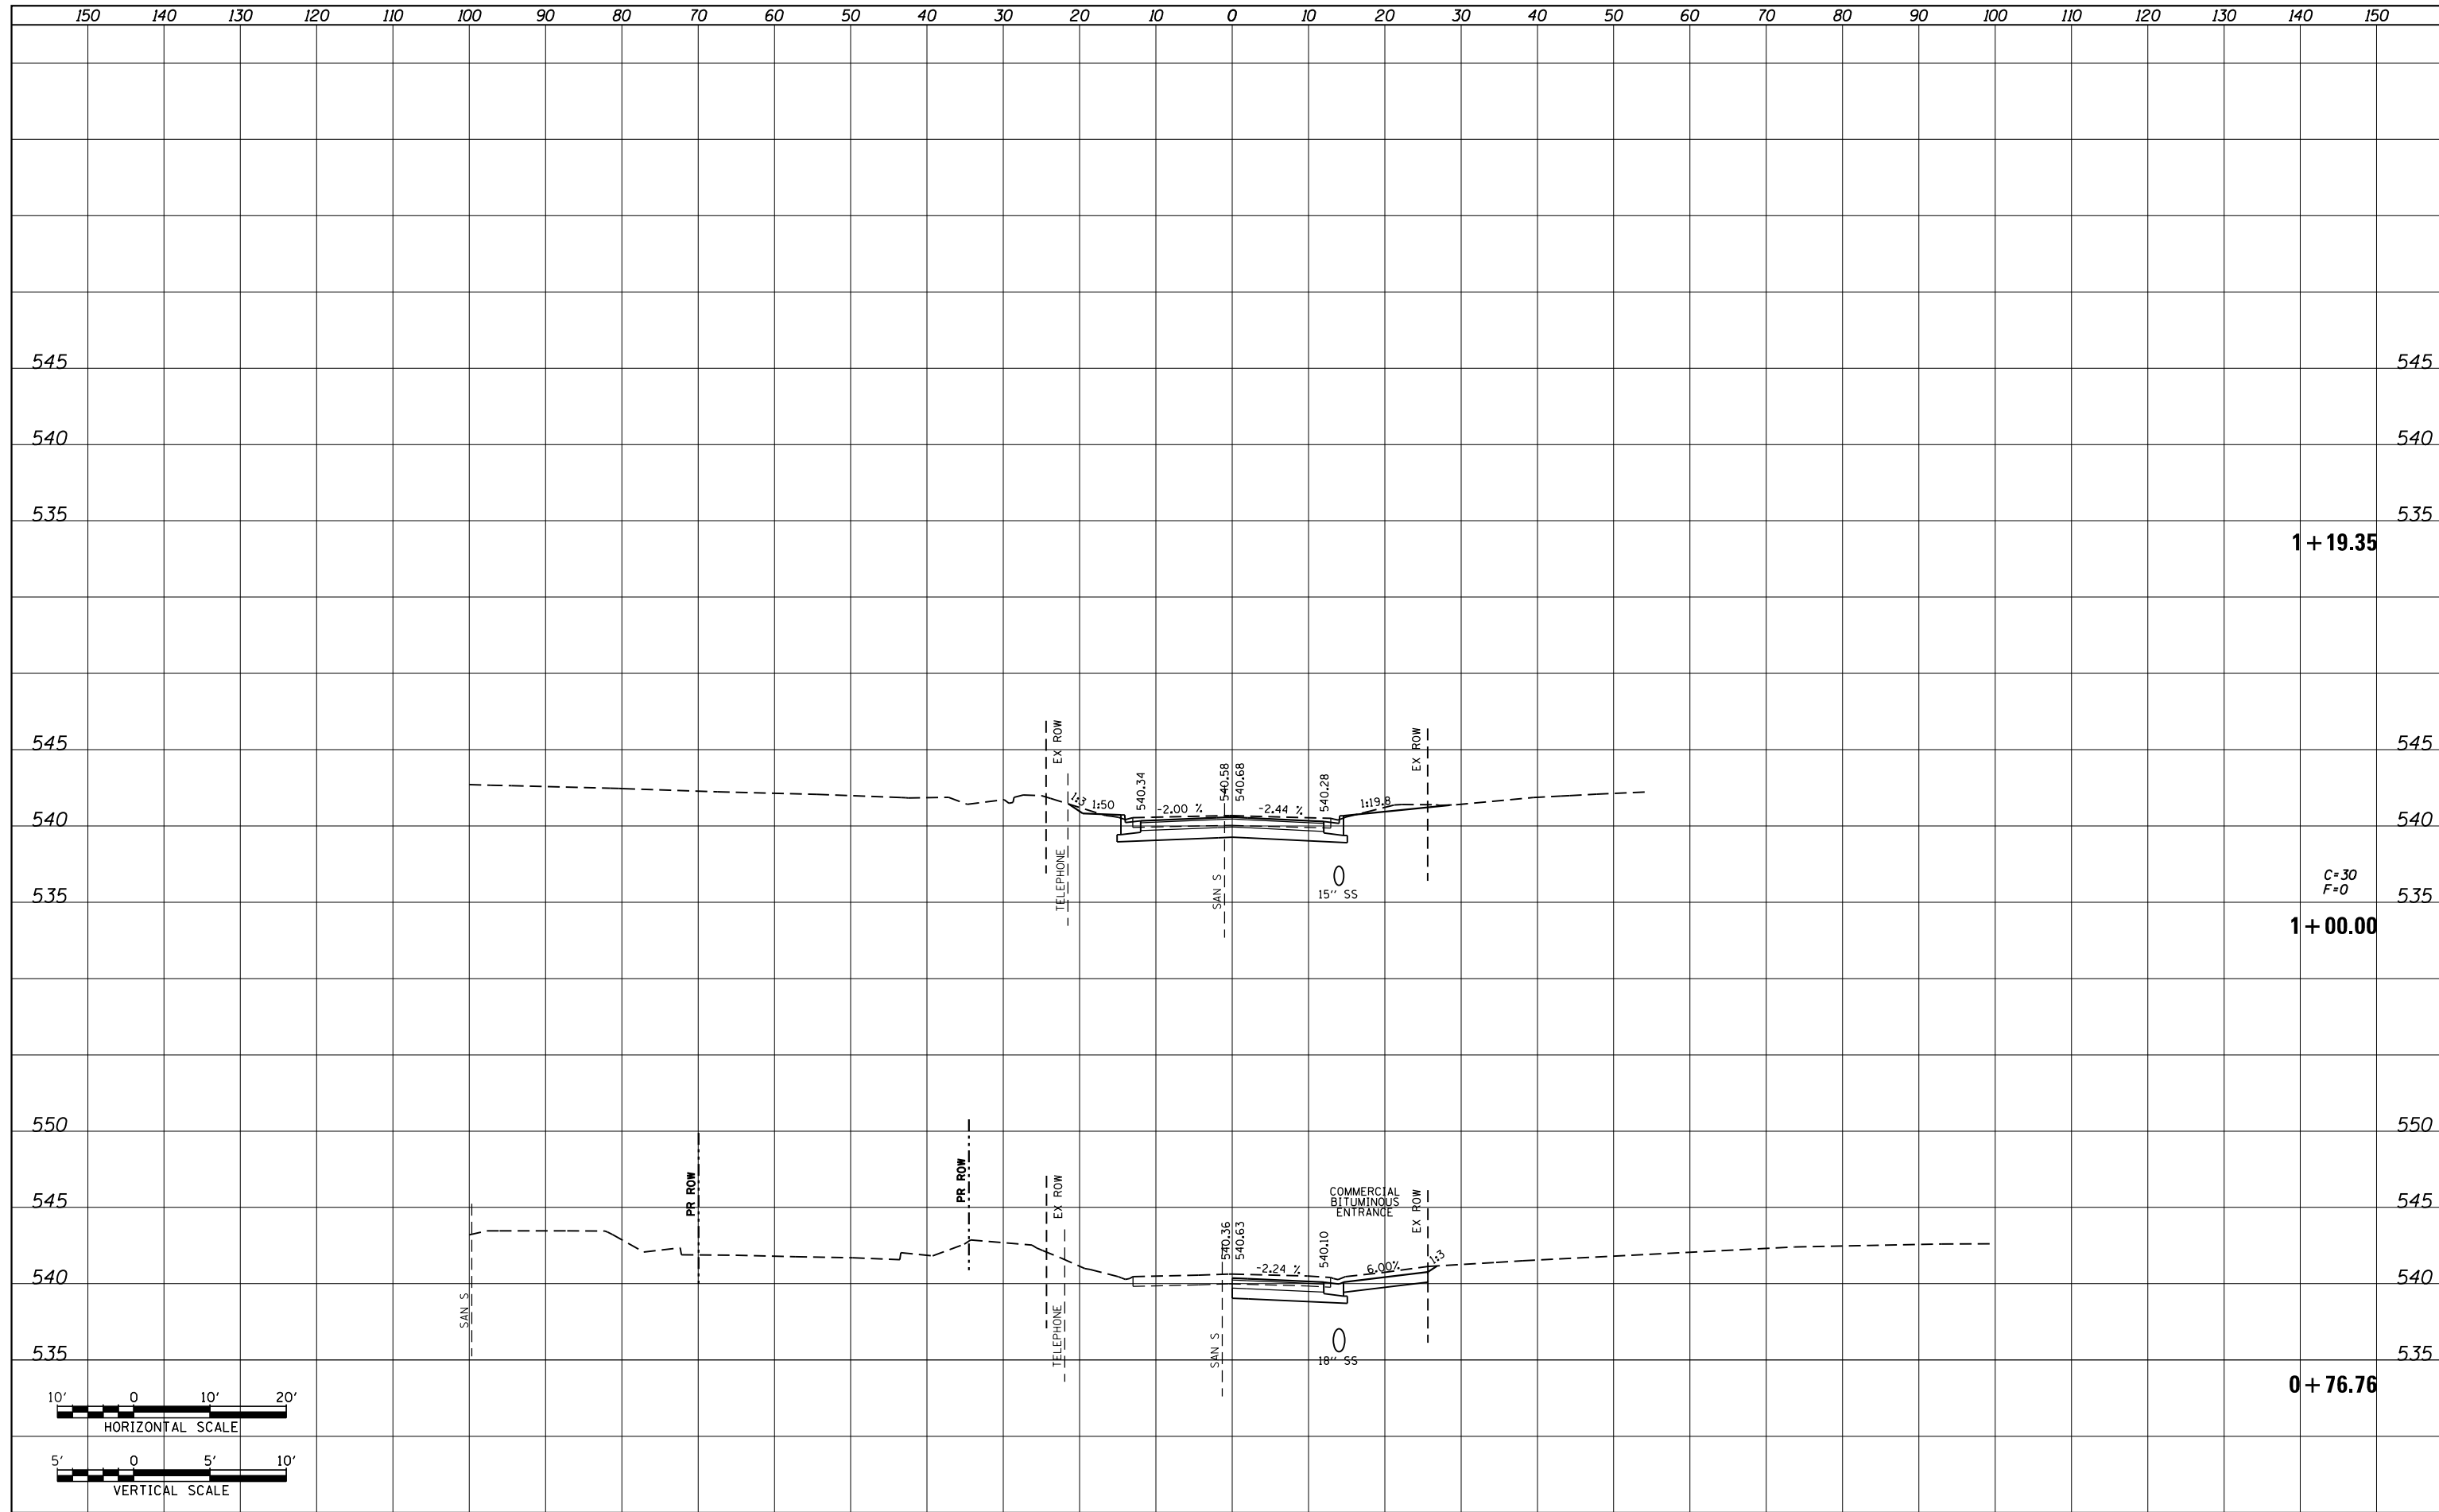 150 140 130 120 110 100 90 80 70 60 50 40 30 20 10 0 10 20 30 40 50 60 70 80 90 100 110 120 130 140 150
545 545
540 540
535 535
1+19.35
EX ROW
EX ROW
545 545
540.34
540.58
540.68
540.28
1:3 1:50 -2.00 % -2.44 % 1:19.8
540 540
TELEPHONE
SAN S
15'' SS
C=30
F=0
535 535
1+00.00
550 550
PR ROW
PR ROW
EX ROW
COMMERCIAL
BITUMINOUS
ENTRANCE
EX ROW
545 545
540.36
540.63
540.10
-2.24 % 6.00% 1:3
540 540
SAN S
TELEPHONE
SAN S
18'' SS
535 535
0+76.76
10' 0 10' 20'
HORIZONTAL SCALE
5' 0 5' 10'
VERTICAL SCALE